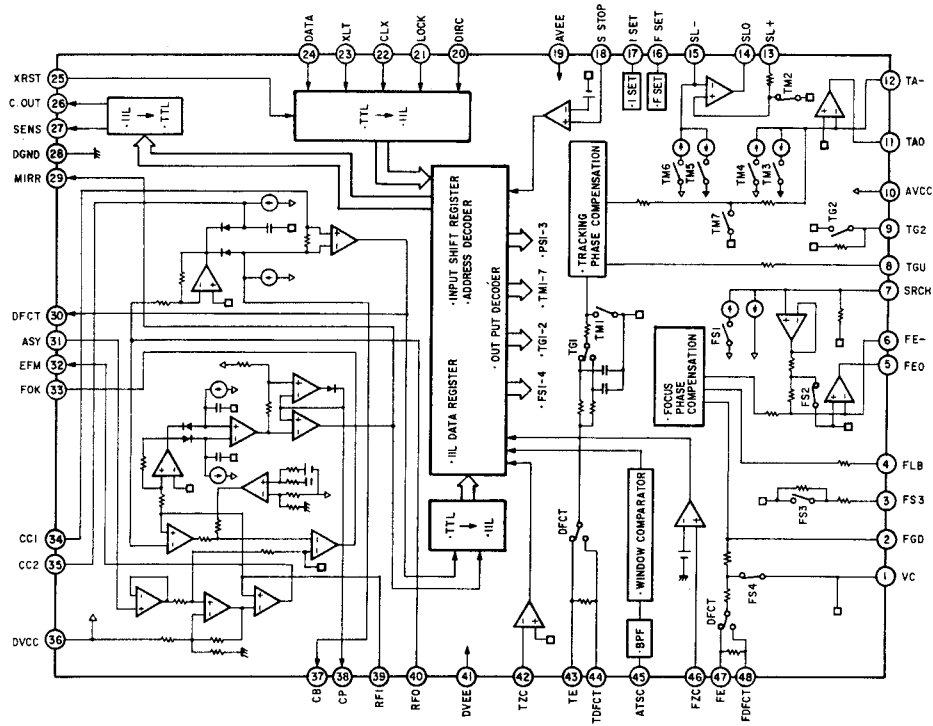 DATA
XLT
CLX
LOCK
DIRC
AVEE
S STOP
I SET
F SET
SL-
SLO
SL+
24
23
22
21
20
19
18
17
16
15
14
13
XRST
25
C.OUT
26
SENS
27
DGND
28
MIRR
29
DFCT
30
ASY
31
EFM
32
FOK
33
CC1
34
CC2
35
DVCC
36
·IIL
→
·TTL
·TTL
→
·IIL
·I SET
·F SET
TM2
TM6
TM5
TM4
TM3
TM7
TG2
12
TA-
11
TAO
10
AVCC
9
TG2
8
TGU
7
SRCH
6
FE-
5
FEO
4
FLB
3
FS3
2
FGD
1
VC
·IIL DATA REGISTER
·INPUT SHIFT REGISTER
·ADDRESS DECODER
·OUT PUT DECODER
·PS1-3
·TM1-7
·TG1-2
·FS1-4
·TRACKING
PHASE COMPENSATION
TM1
TG1
·FOCUS
PHASE
COMPENSATION
FS1
FS2
FS3
FS4
DFCT
DFCT
·TTL
→
·IIL
·WINDOW COMPARATOR
·BPF
37
38
39
40
41
42
43
44
45
46
47
48
CB
CP
RFI
RFO
DVEE
TZC
TE
TDFCT
ATSC
FZC
FE
FDFCT